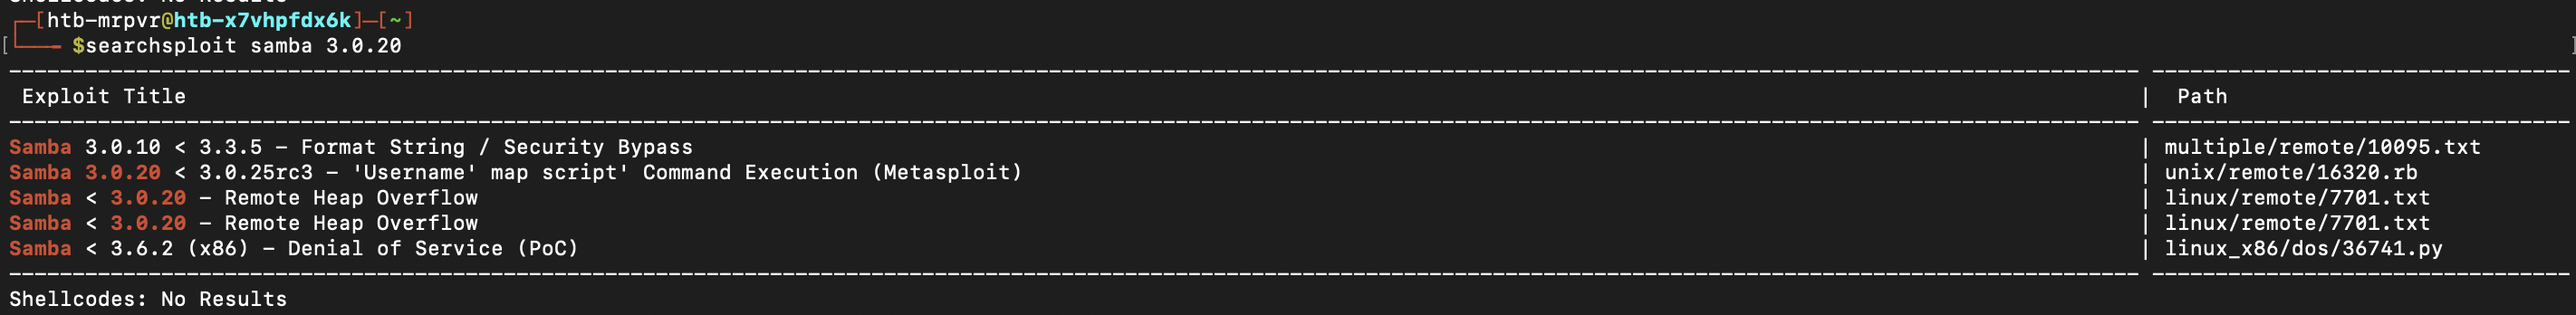 ┌─[htb-mrpvr@htb-x7vhpfdx6k]─[~]
[└──╼ $searchsploit samba 3.0.20 ]
Exploit Title | Path
Samba 3.0.10 < 3.3.5 - Format String / Security Bypass | multiple/remote/10095.txt
Samba 3.0.20 < 3.0.25rc3 - 'Username' map script' Command Execution (Metasploit) | unix/remote/16320.rb
Samba < 3.0.20 - Remote Heap Overflow | linux/remote/7701.txt
Samba < 3.0.20 - Remote Heap Overflow | linux/remote/7701.txt
Samba < 3.6.2 (x86) - Denial of Service (PoC) | linux_x86/dos/36741.py
Shellcodes: No Results